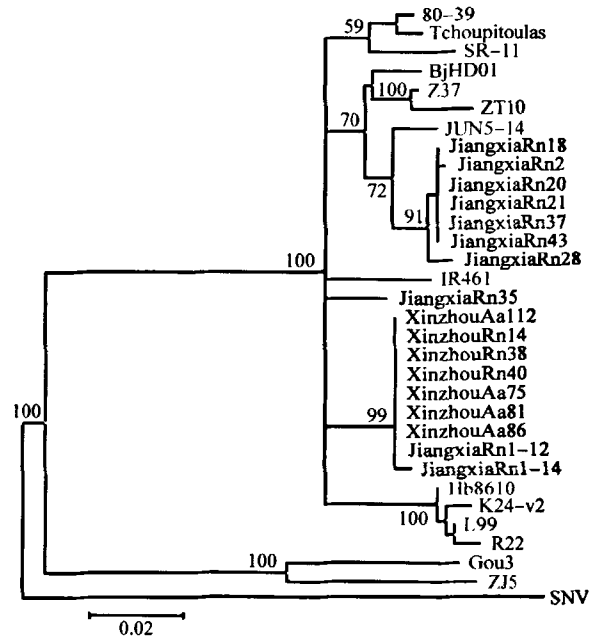 80-39
59
Tchoupitoulas
SR-11
BjHD01
100
Z37
ZT10
70
JUN5-14
JiangxiaRn18
JiangxiaRn2
72
JiangxiaRn20
JiangxiaRn21
91
JiangxiaRn37
JiangxiaRn43
JiangxiaRn28
100
IR461
JiangxiaRn35
XinzhouAa112
XinzhouRn14
XinzhouRn38
XinzhouRn40
XinzhouAa75
99
XinzhouAa81
100
XinzhouAa86
JiangxiaRn1-12
JiangxiaRn1-14
Hb8610
K24-v2
100
L99
R22
100
Gou3
ZJ5
SNV
0.02